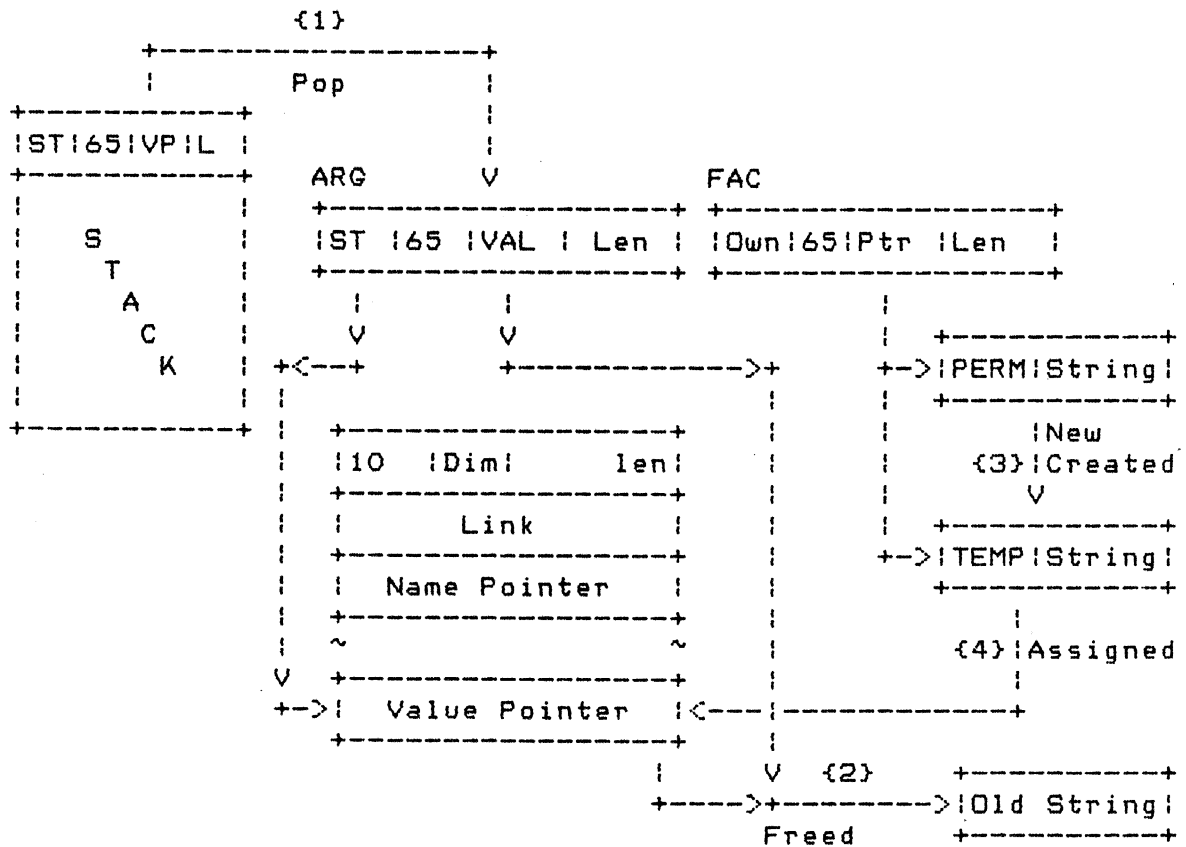 {1}
Pop
ST|65|VP|L
ARG
FAC
S
T
A
C
K
ST |65 |VAL | Len
Own|65|Ptr |Len
PERM|String
New
{3} Created
10 |Dim| len
Link
TEMP|String
Name Pointer
~ ~
{4} Assigned
Value Pointer
{2}
Old String
Freed